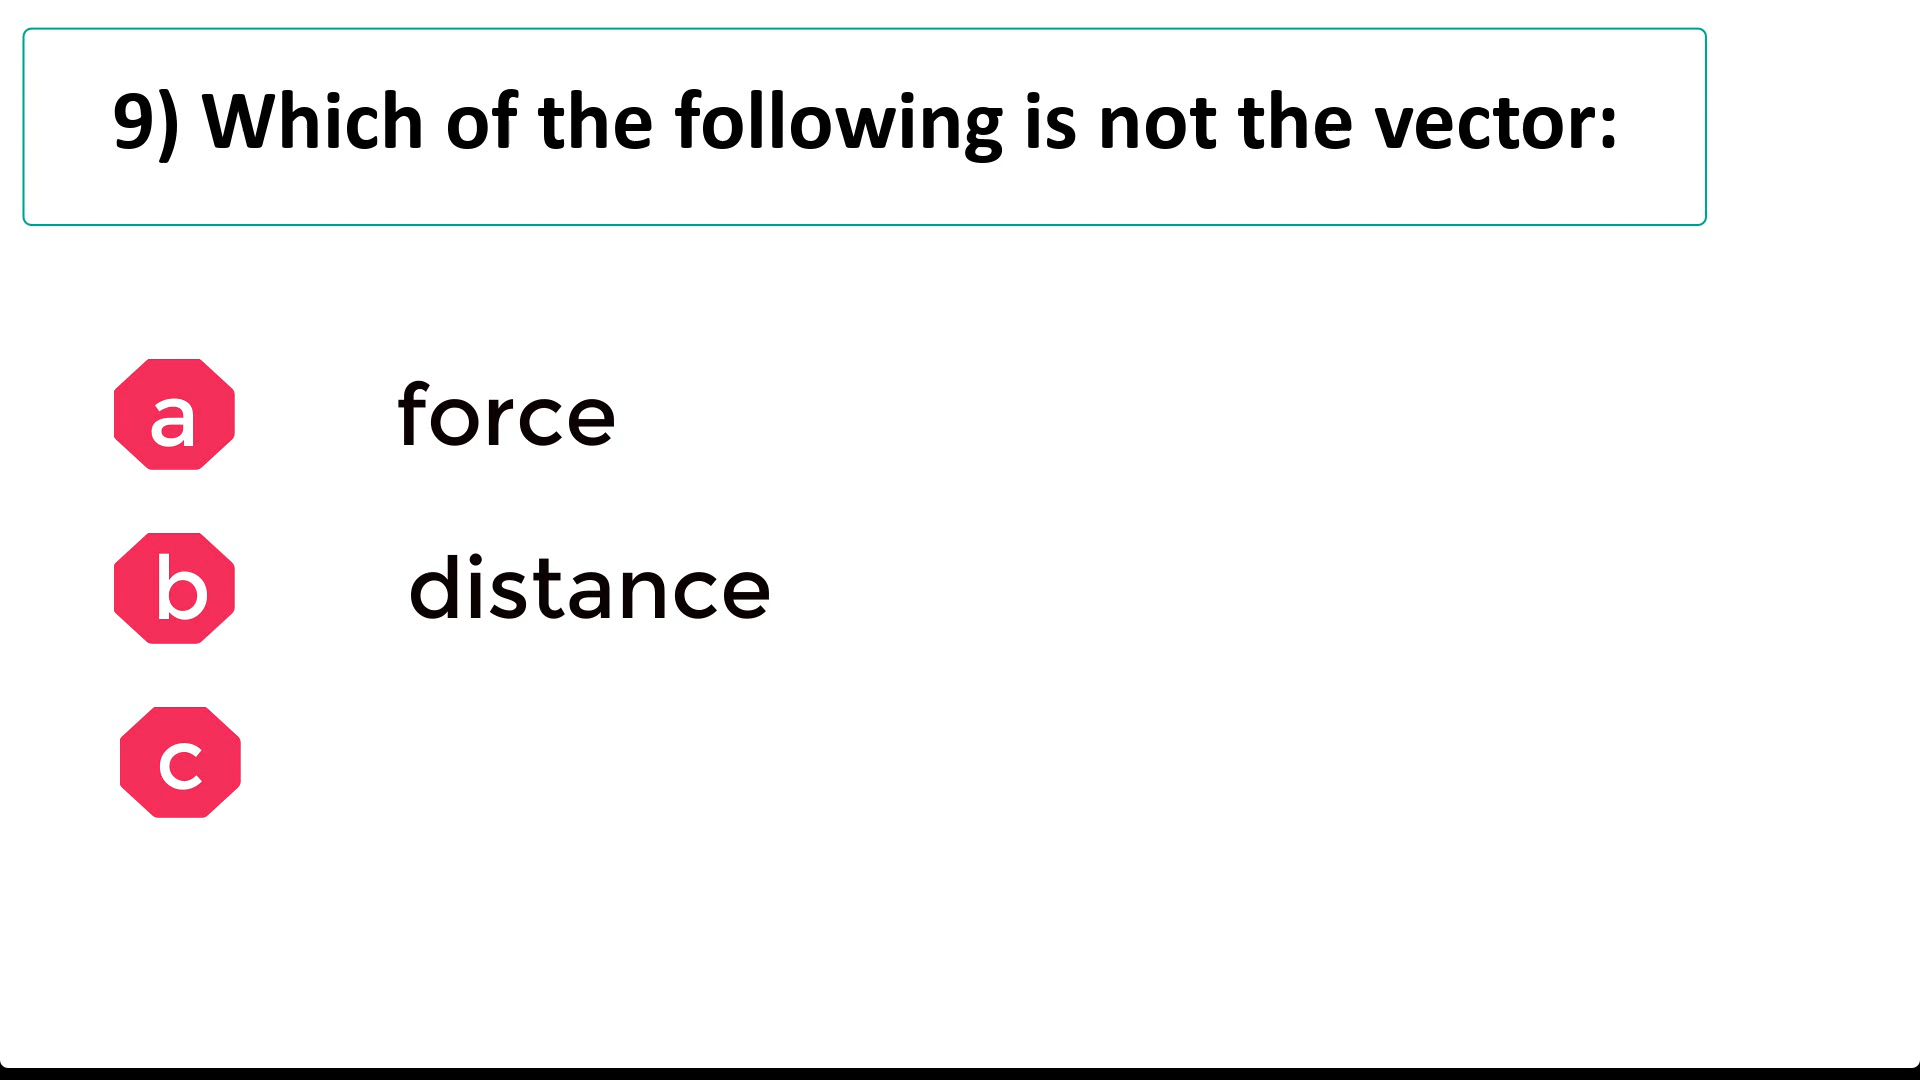 9) Which of the following is not the vector:
a force
b distance
c